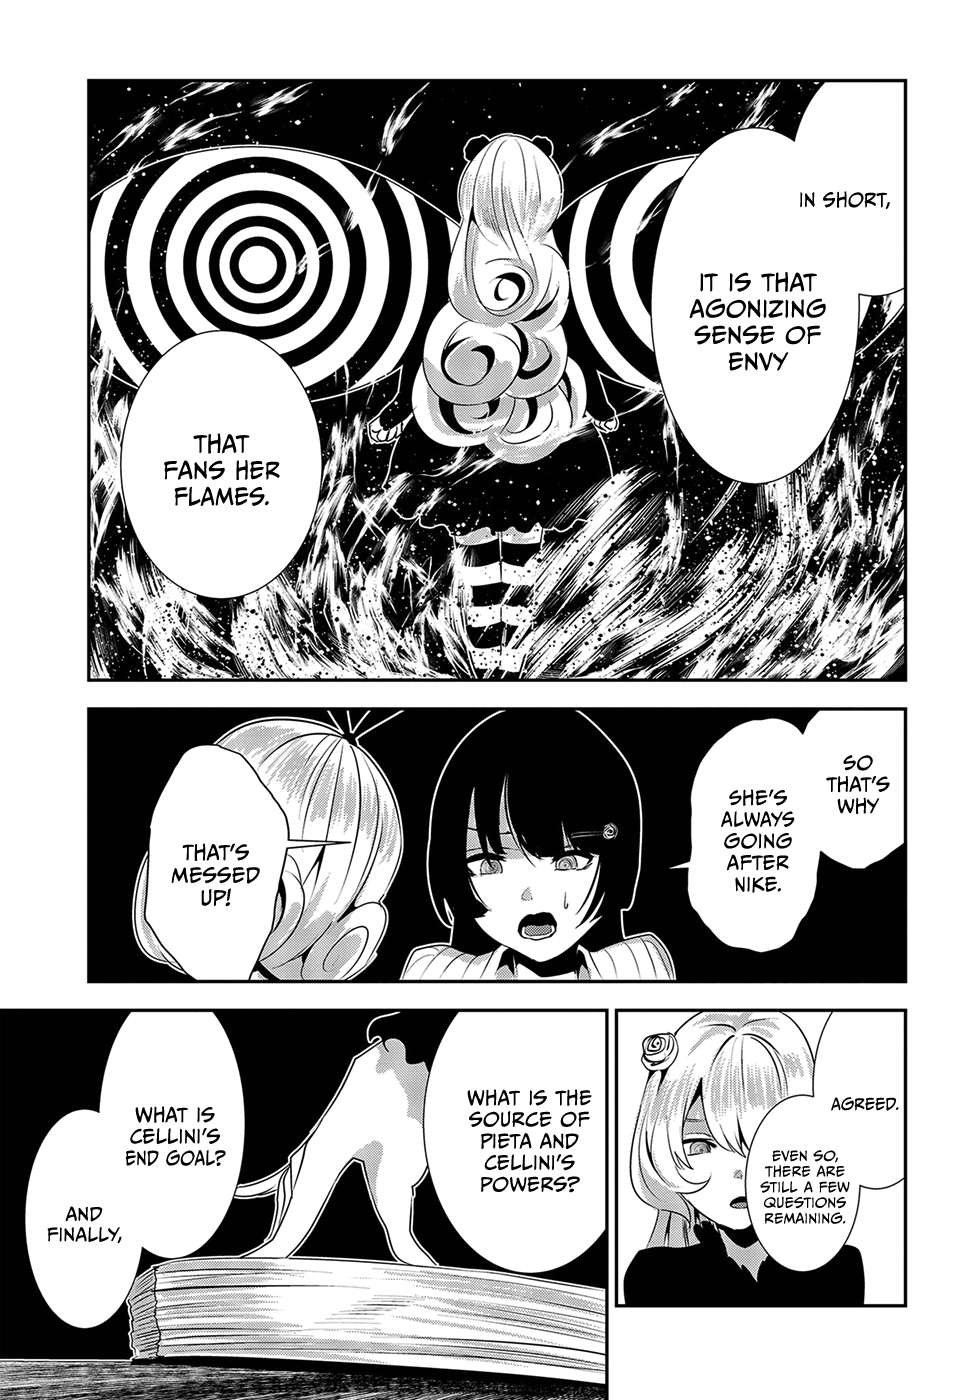 IN SHORT,
IT IS THAT
AGONIZING
SENSE OF
ENVY
THAT
FANS HER
FLAMES.
SO
THAT'S
WHY
SHE'S
ALWAYS
GOING
AFTER
NIKE.
THAT'S
MESSED
UP!
AGREED.
EVEN SO,
THERE ARE
STILL A FEW
QUESTIONS
REMAINING.
WHAT IS THE
SOURCE OF
PIETA AND
CELLINI'S
POWERS?
WHAT IS
CELLINI'S
END GOAL?
AND
FINALLY,